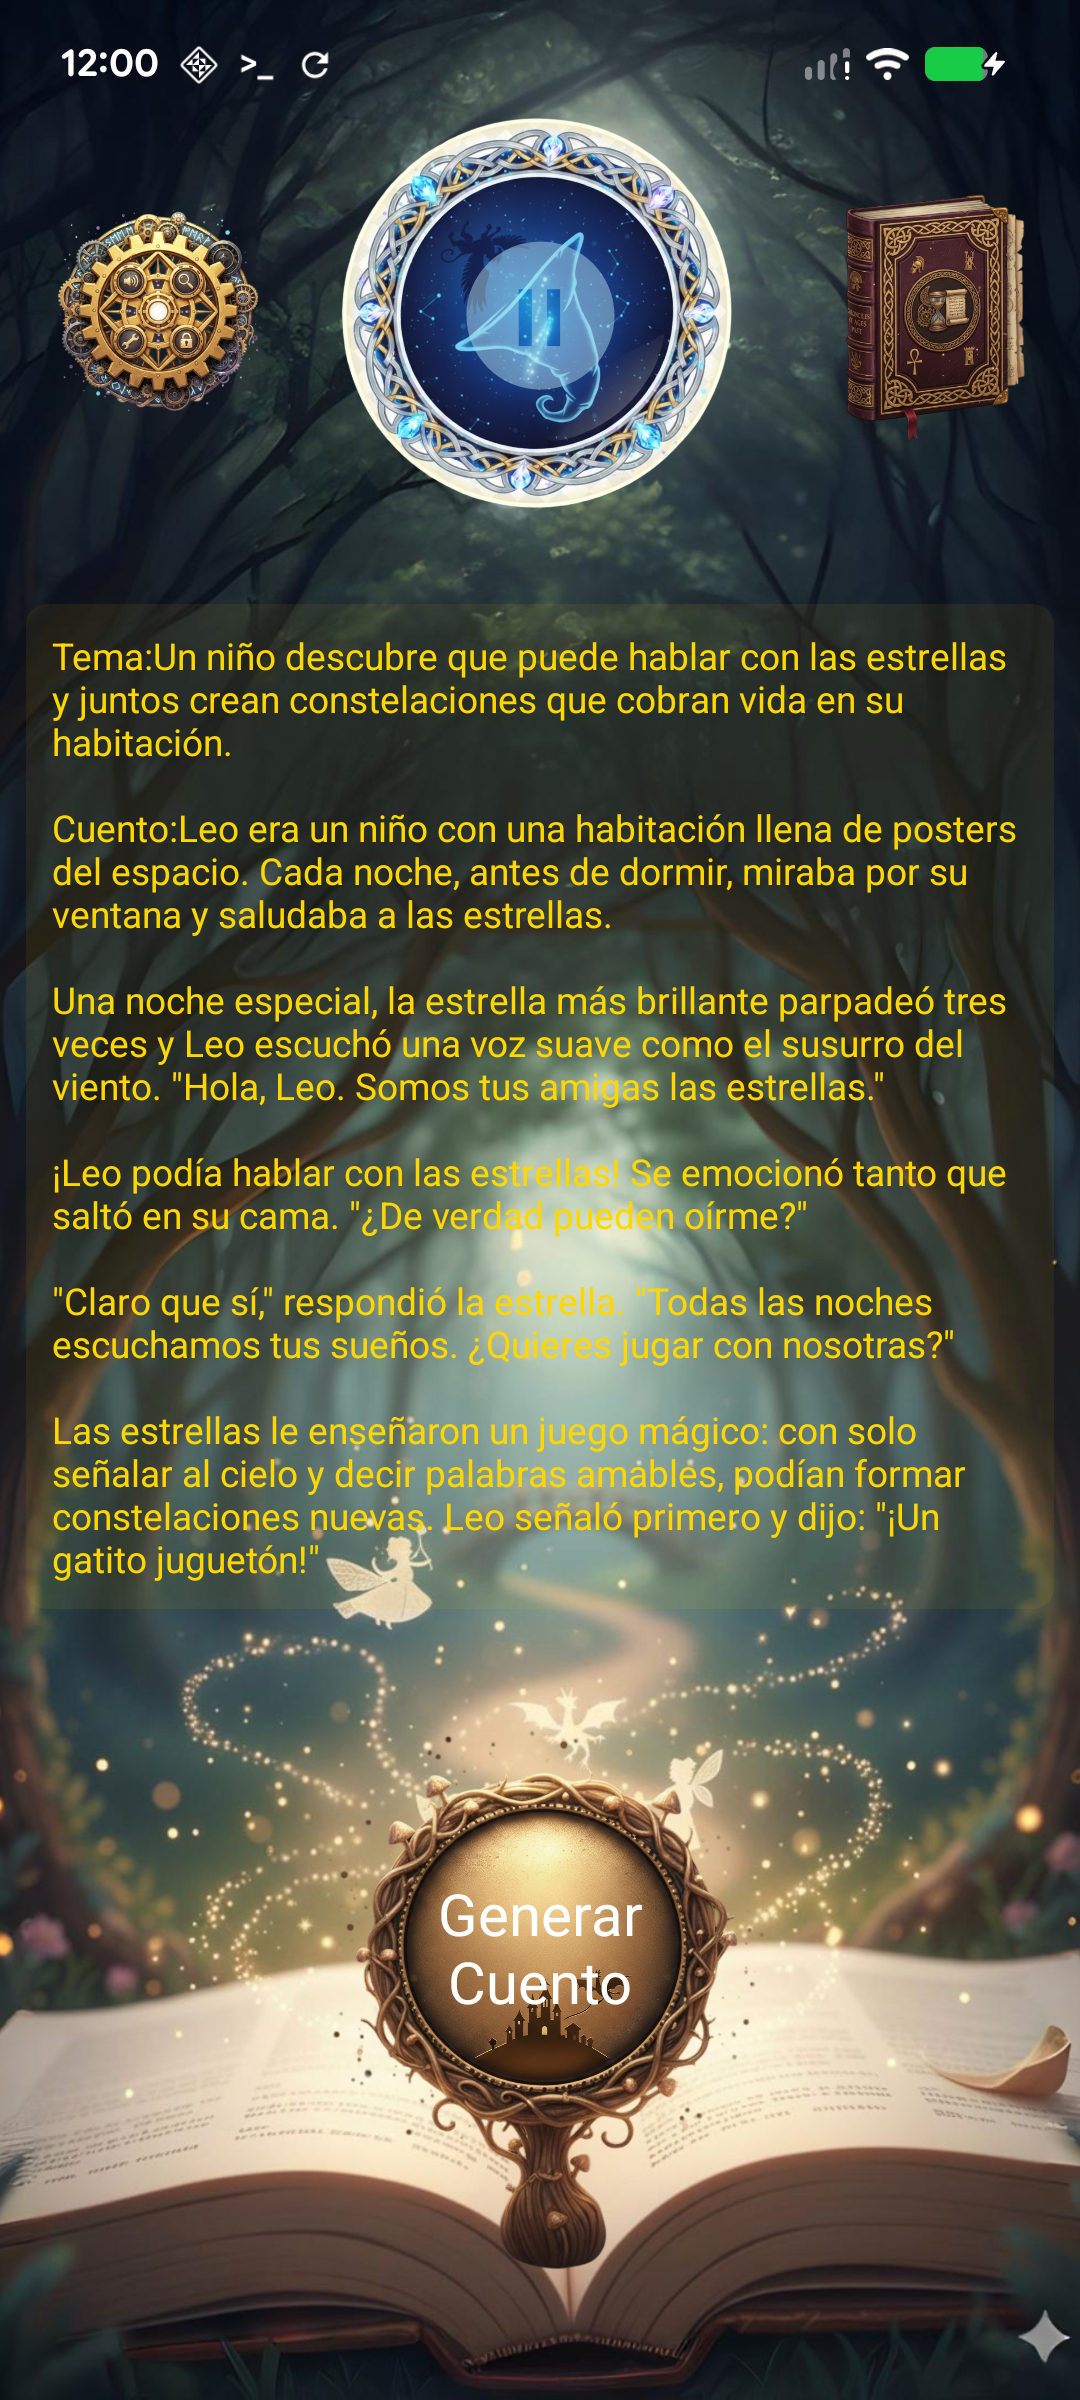 12:00
Tema:Un niño descubre que puede hablar con las estrellas
y juntos crean constelaciones que cobran vida en su
habitación.
Cuento:Leo era un niño con una habitación llena de posters
del espacio. Cada noche, antes de dormir, miraba por su
ventana y saludaba a las estrellas.
Una noche especial, la estrella más brillante parpadeó tres
veces y Leo escuchó una voz suave como el susurro del
viento. "Hola, Leo. Somos tus amigas las estrellas."
¡Leo podía hablar con las estrellas! Se emocionó tanto que
saltó en su cama. "¿De verdad pueden oírme?"
"Claro que sí," respondió la estrella. "Todas las noches
escuchamos tus sueños. ¿Quieres jugar con nosotras?"
Las estrellas le enseñaron un juego mágico: con solo
señalar al cielo y decir palabras amables, podían formar
constelaciones nuevas. Leo señaló primero y dijo: "¡Un
gatito juguetón!"
Generar
Cuento